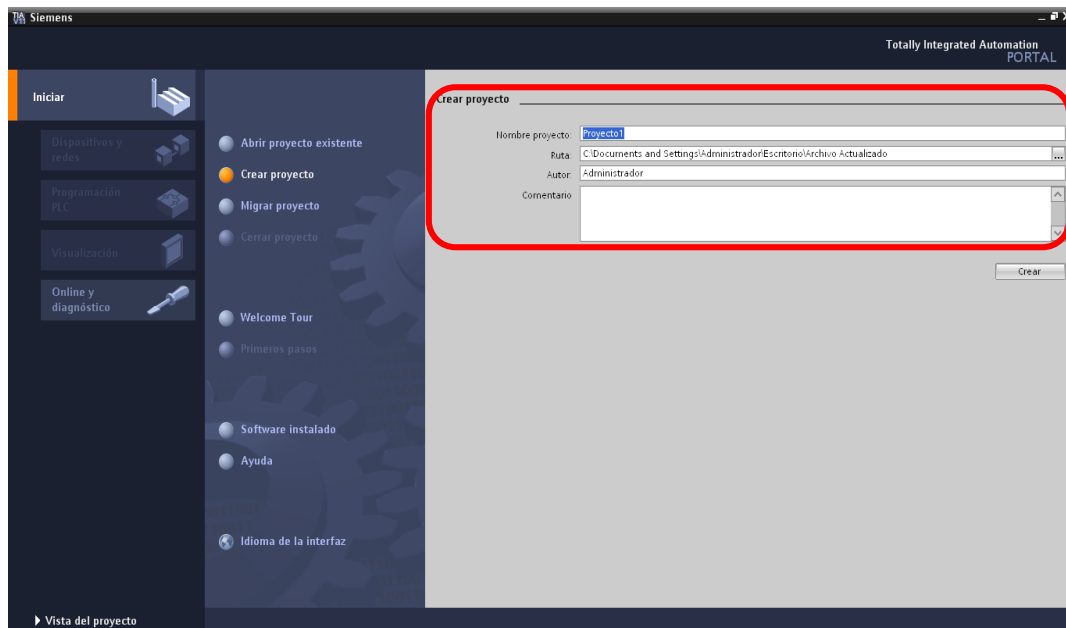 Siemens
Totally Integrated Automation
PORTAL
Iniciar
Dispositivos y
redes
Programación
PLC
Visualización
Online y
diagnóstico
Abrir proyecto existente
Crear proyecto
Migrar proyecto
Cerrar proyecto
Welcome Tour
Primeros pasos
Software instalado
Ayuda
Idioma de la interfaz
Crear proyecto
Nombre proyecto: Proyecto1
Ruta: C:\Documents and Settings\Administrador\Escritorio\Archivo Actualizado ...
Autor: Administrador
Comentario
Crear
Vista del proyecto